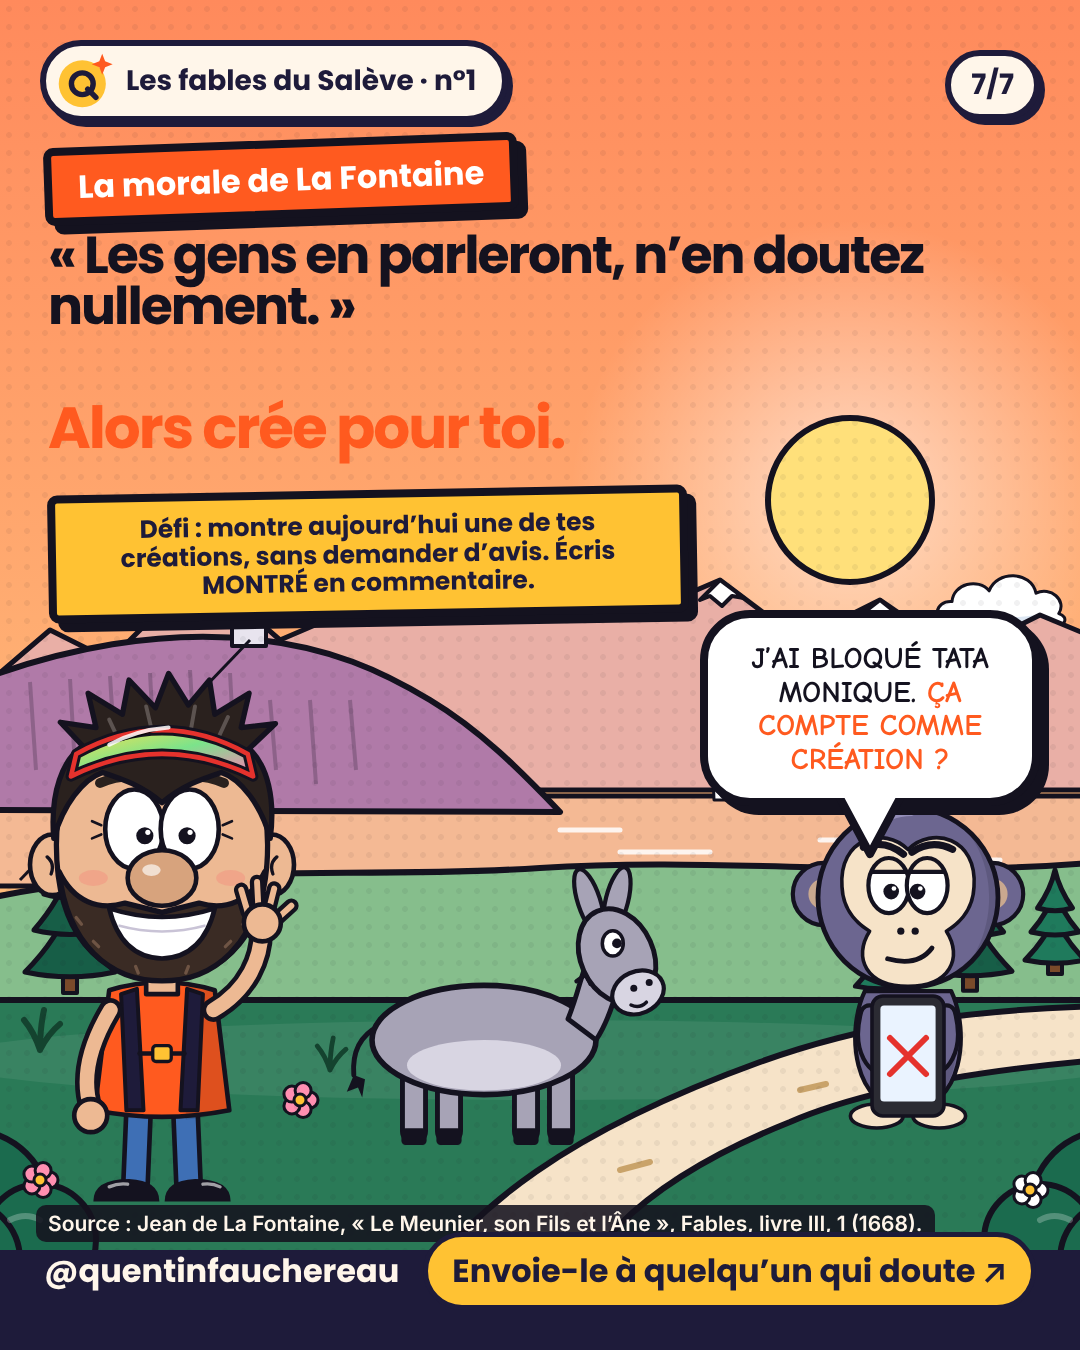 Q
Les fables du Salève · n°1
7/7
La morale de La Fontaine
« Les gens en parleront, n’en doutez
nullement. »
Alors crée pour toi.
Défi : montre aujourd’hui une de tes
créations, sans demander d’avis. Écris
MONTRÉ en commentaire.
J’AI BLOQUÉ TATA
MONIQUE. ÇA
COMPTE COMME
CRÉATION ?
Source : Jean de La Fontaine, « Le Meunier, son Fils et l’Âne », Fables, livre III, 1 (1668).
@quentinfauchereau
Envoie-le à quelqu’un qui doute ↗